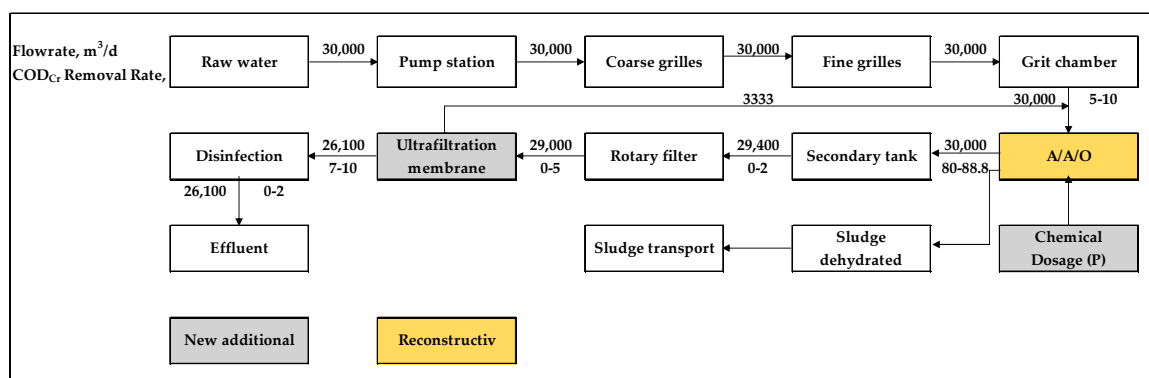 Flowrate, m³/d
COD_Cr Removal Rate,
Raw water
30,000
Pump station
30,000
Coarse grilles
30,000
Fine grilles
30,000
Grit chamber
3333
30,000
5-10
Disinfection
26,100
7-10
Ultrafiltration
membrane
29,000
0-5
Rotary filter
29,400
0-2
Secondary tank
30,000
80-88.8
A/A/O
26,100
0-2
Effluent
Sludge transport
Sludge
dehydrated
Chemical
Dosage (P)
New additional
Reconstructiv